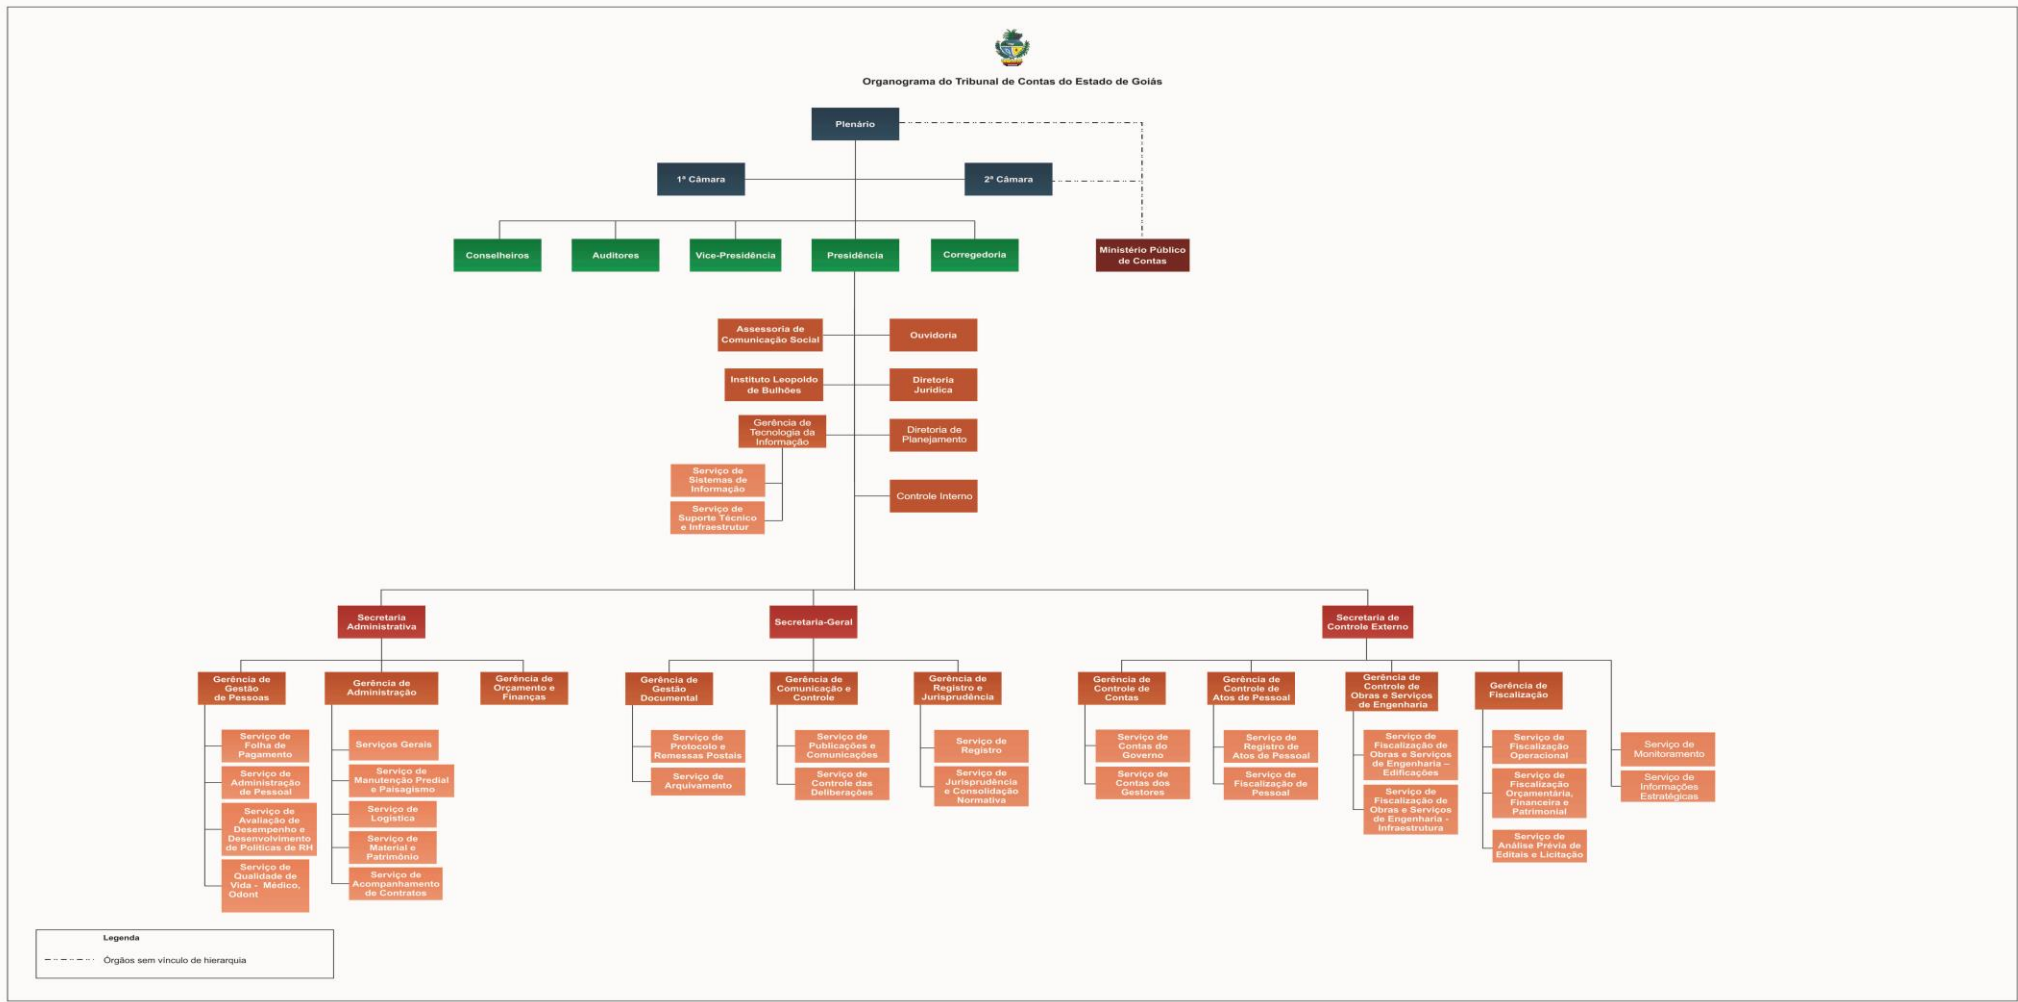 Organograma do Tribunal de Contas do Estado de Goiás
Plenário
1ª Câmara
2ª Câmara
Conselheiros
Auditores
Vice-Presidência
Presidência
Corregedoria
Ministério Público
de Contas
Assessoria de
Comunicação Social
Ouvidoria
Instituto Leopoldo
de Bulhões
Diretoria
Jurídica
Gerência de
Tecnologia da
Informação
Diretoria de
Planejamento
Serviço de
Sistemas de
Informação
Serviço de
Suporte Técnico
e Infraestrutur
Controle Interno
Secretaria
Administrativa
Secretaria-Geral
Secretaria de
Controle Externo
Gerência de
Gestão
de Pessoas
Gerência de
Administração
Gerência de
Orçamento e
Finanças
Gerência de
Gestão
Documental
Gerência de
Comunicação e
Controle
Gerência de
Registro e
Jurisprudência
Gerência de
Controle de
Contas
Gerência de
Controle de
Atos de Pessoal
Gerência de
Controle de
Obras e Serviços
de Engenharia
Gerência de
Fiscalização
Serviço de
Folha de
Pagamento
Serviço de
Administração
de Pessoal
Serviço de
Avaliação de
Desempenho e
Desenvolvimento
de Políticas de RH
Serviço de
Qualidade de
Vida - Médico,
Odont
Serviços Gerais
Serviço de
Manutenção Predial
e Paisagismo
Serviço de
Logística
Serviço de
Material e
Patrimônio
Serviço de
Acompanhamento
de Contratos
Serviço de
Protocolo e
Remessas Postais
Serviço de
Arquivamento
Serviço de
Publicações e
Comunicações
Serviço de
Controle das
Deliberações
Serviço de
Registro
Serviço de
Jurisprudência
e Consolidação
Normativa
Serviço de
Contas do
Governo
Serviço de
Contas dos
Gestores
Serviço de
Registro de
Atos de Pessoal
Serviço de
Fiscalização de
Pessoal
Serviço de
Fiscalização de
Obras e Serviços
de Engenharia –
Edificações
Serviço de
Fiscalização de
Obras e Serviços
de Engenharia -
Infraestrutura
Serviço de
Fiscalização
Operacional
Serviço de
Fiscalização
Orçamentária,
Financeira e
Patrimonial
Serviço de
Análise Prévia de
Editais e Licitação
Serviço de
Monitoramento
Serviço de
Informações
Estratégicas
Legenda
Órgãos sem vínculo de hierarquia